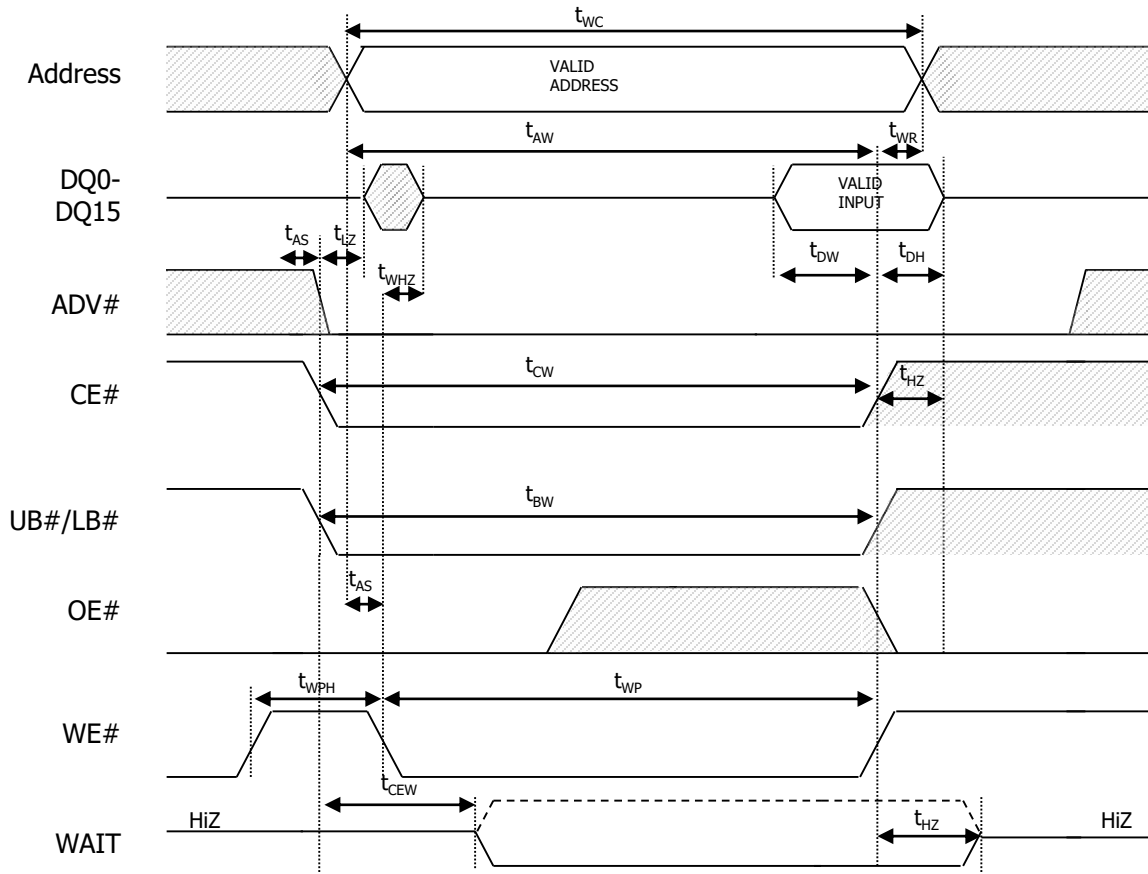 tWC
Address
VALID
ADDRESS
tAW
tWR
DQ0-
DQ15
VALID
INPUT
tAS
tLZ
tWHZ
tDW
tDH
ADV#
tCW
tHZ
CE#
tBW
UB#/LB#
tAS
OE#
tWPH
tWP
WE#
tCEW
HiZ
tHZ
HiZ
WAIT